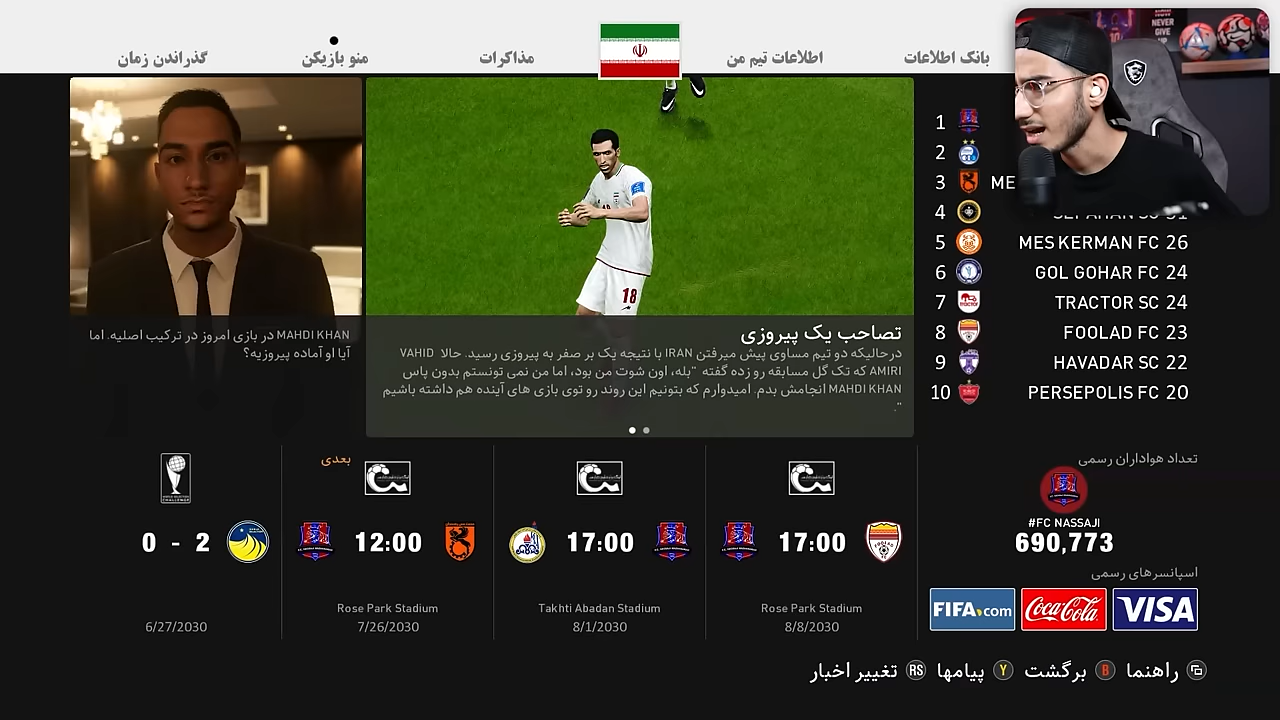 بانک اطلاعات
اطلاعات تیم من
مذاکرات
منو بازیکن
گذراندن زمان
NEVER GIVE UP
1
2
3 ME
4
5 MES KERMAN FC 26
6 GOL GOHAR FC 24
7 TRACTOR SC 24
8 FOOLAD FC 23
9 HAVADAR SC 22
10 PERSEPOLIS FC 20
18
تصاحب یک پیروزی
درحالیکه دو تیم مساوی پیش میرفتن IRAN با نتیجه یک بر صفر به پیروزی رسید. حالا VAHID
AMIRI که تک گل مسابقه رو زده گفته "بله، اون شوت من بود، اما من نمی تونستم بدون پاس
MAHDI KHAN انجامش بدم. امیدوارم که بتونیم این روند رو توی بازی های آینده هم داشته باشیم
."
MAHDI KHAN در بازی امروز در ترکیب اصلیه. اما
آیا او آماده پیروزیه؟
تعداد هواداران رسمی
#FC NASSAJI
690,773
اسپانسرهای رسمی
FIFA.com
Coca-Cola
VISA
0 - 2
6/27/2030
بعدی
12:00
Rose Park Stadium
7/26/2030
17:00
Takhti Abadan Stadium
8/1/2030
17:00
Rose Park Stadium
8/8/2030
راهنما
B برگشت
Y پیامها
RS تغییر اخبار